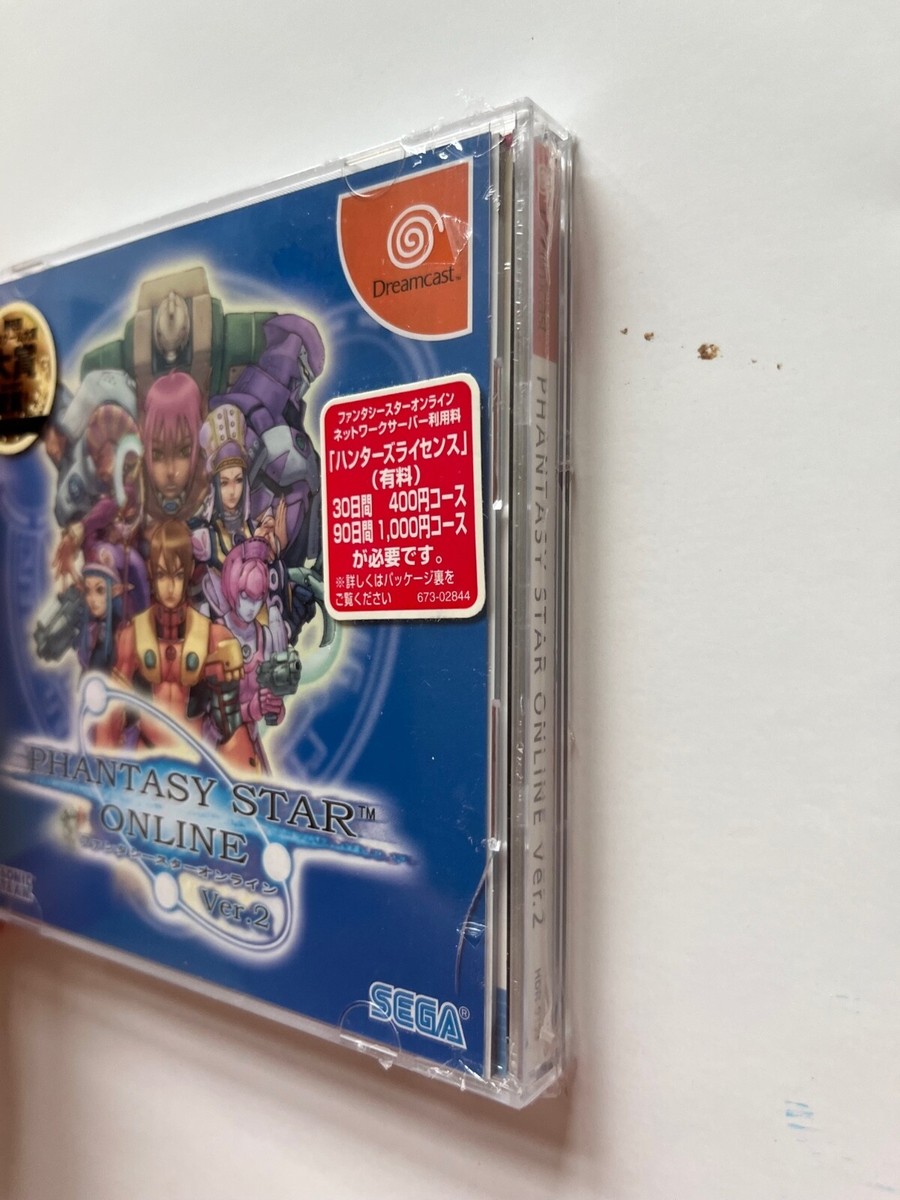 Dreamcast™
ファンタシースターオンライン
ネットワークサーバー利用料
「ハンターズライセンス」
(有料)
30日間 400円コース
90日間 1,000円コース
が必要です。
※詳しくはパッケージ裏を
ご覧ください 673-02844
PHANTASY STAR™
ONLINE
ファンタシースターオンライン
Ver.2
SONIC
TEAM
SEGA®
PHANTASY STAR ONLINE Ver.2